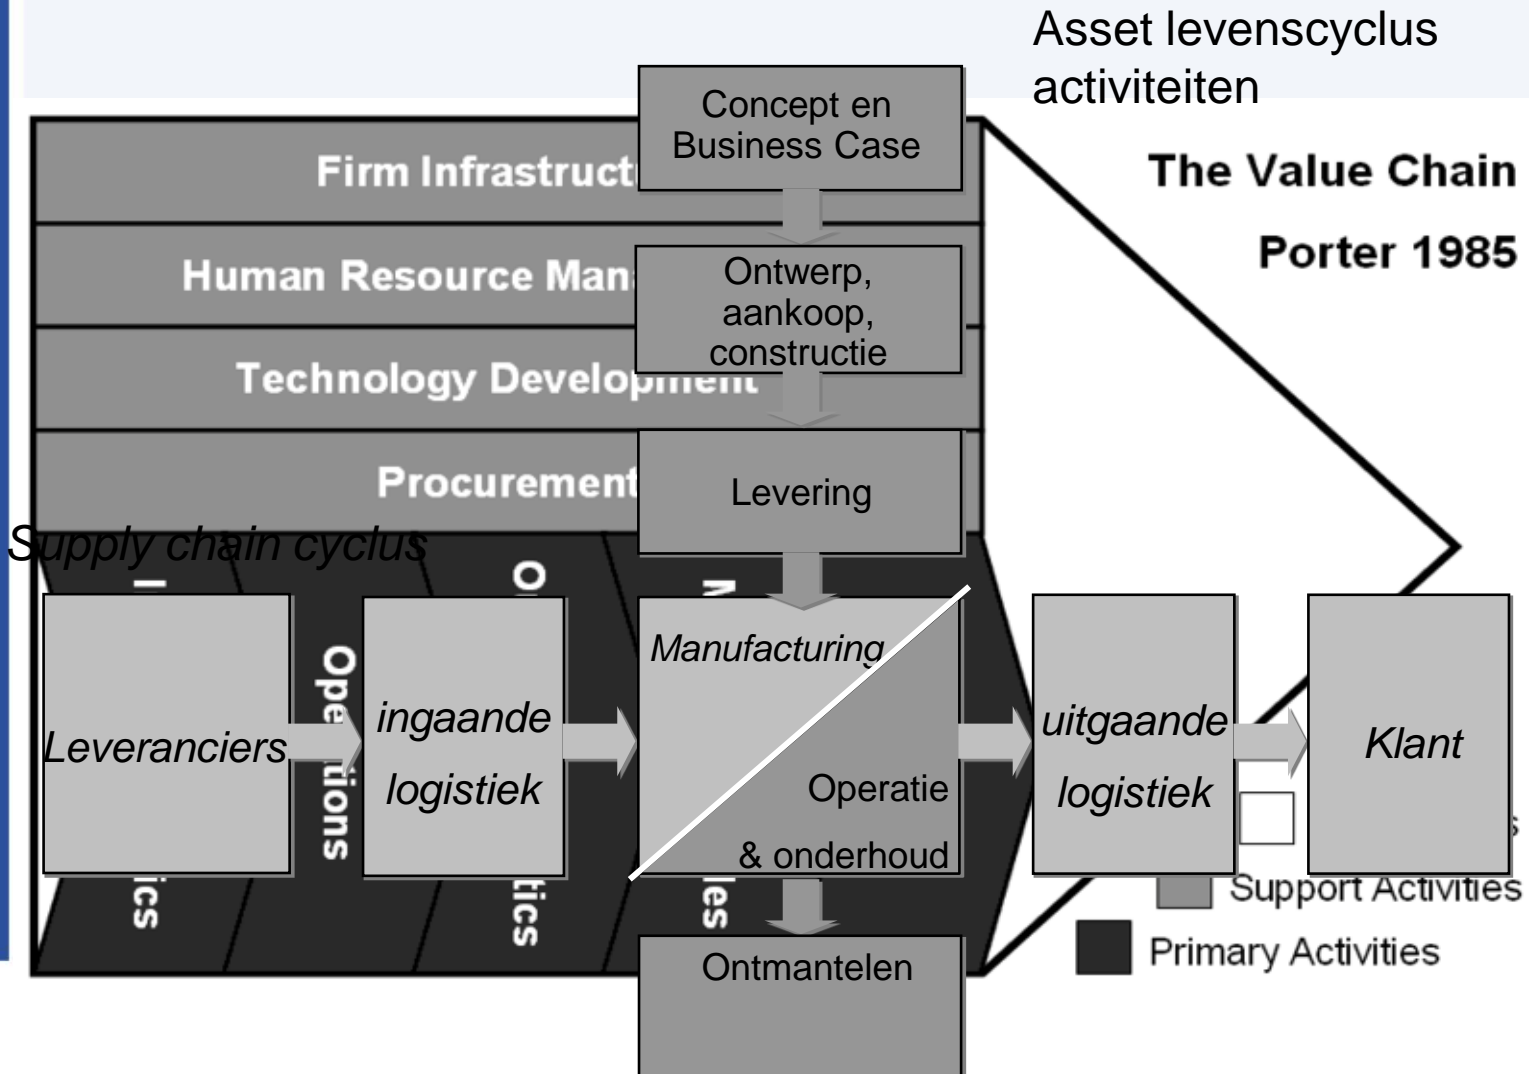 Asset levenscyclus
activiteiten
Concept en
Business Case
The Value Chain
Porter 1985
Firm Infrastruct
Human Resource Man
Ontwerp,
aankoop,
constructie
Technology Development
Procurement
Levering
Supply chain cyclus
Leveranciers
Operations
ingaande
logistiek
Manufacturing
Operatie
& onderhoud
uitgaande
logistiek
Klant
Support Activities
Primary Activities
Ontmantelen